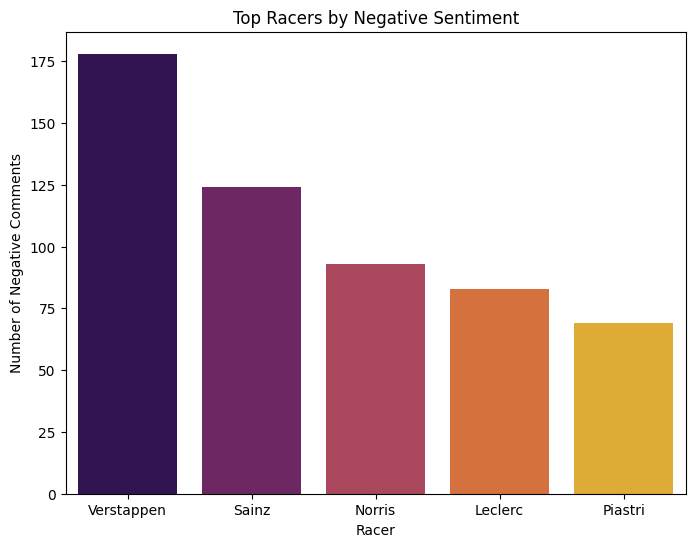 Top Racers by Negative Sentiment
Number of Negative Comments
175
150
125
100
75
50
25
0
Verstappen Sainz Norris Leclerc Piastri
Racer